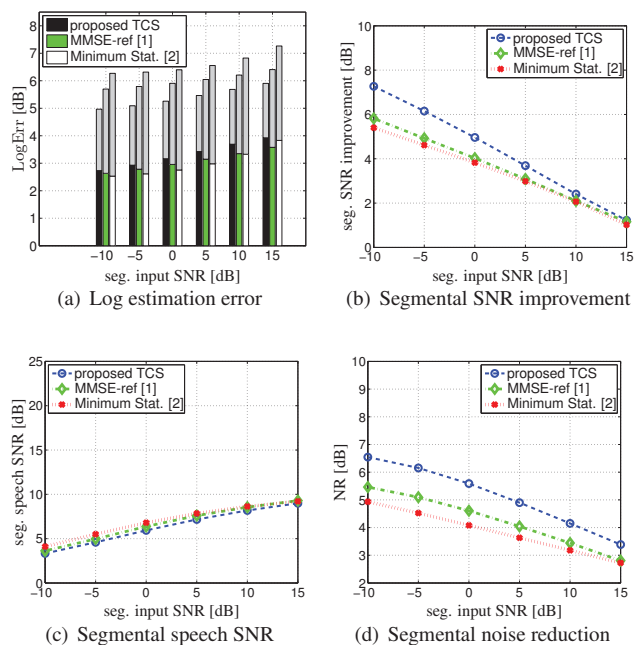 proposed TCS
MMSE-ref [1]
Minimum Stat. [2]
LogErr [dB]
8
7
6
5
4
3
2
1
0
−10 −5 0 5 10 15
seg. input SNR [dB]
(a) Log estimation error
proposed TCS
MMSE-ref [1]
Minimum Stat. [2]
seg. SNR improvement [dB]
10
8
6
4
2
0
−10 −5 0 5 10 15
seg. input SNR [dB]
(b) Segmental SNR improvement
proposed TCS
MMSE-ref [1]
Minimum Stat. [2]
seg. speech SNR [dB]
25
20
15
10
5
0
−10 −5 0 5 10 15
seg. input SNR [dB]
(c) Segmental speech SNR
proposed TCS
MMSE-ref [1]
Minimum Stat. [2]
NR [dB]
10
9
8
7
6
5
4
3
2
−10 −5 0 5 10 15
seg. input SNR [dB]
(d) Segmental noise reduction